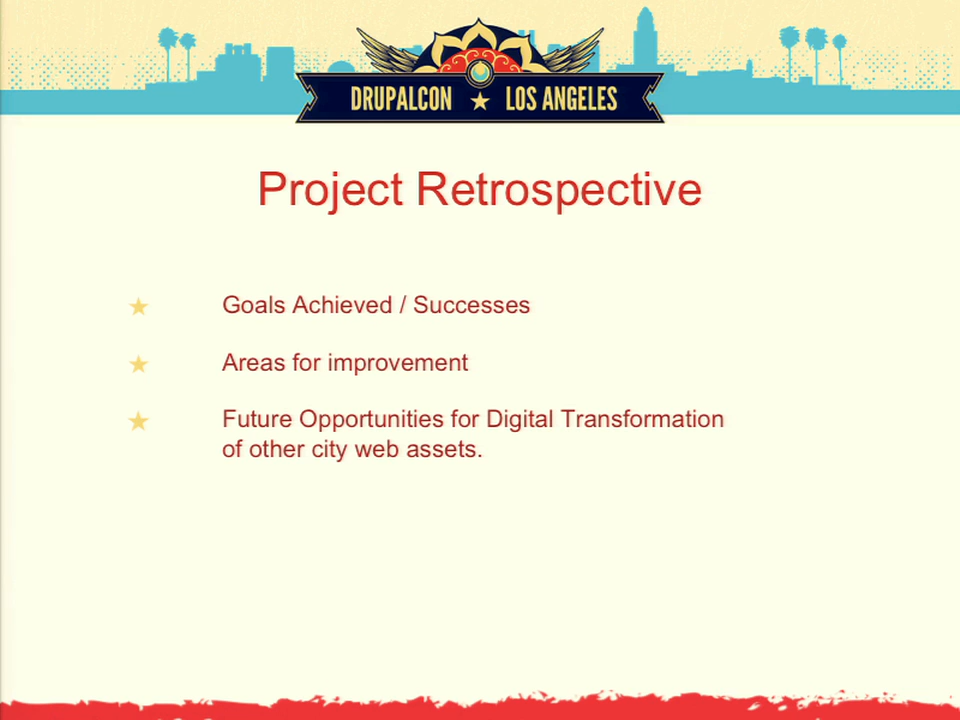 DRUPALCON ★ LOS ANGELES
Project Retrospective
★ Goals Achieved / Successes
★ Areas for improvement
★ Future Opportunities for Digital Transformation
of other city web assets.